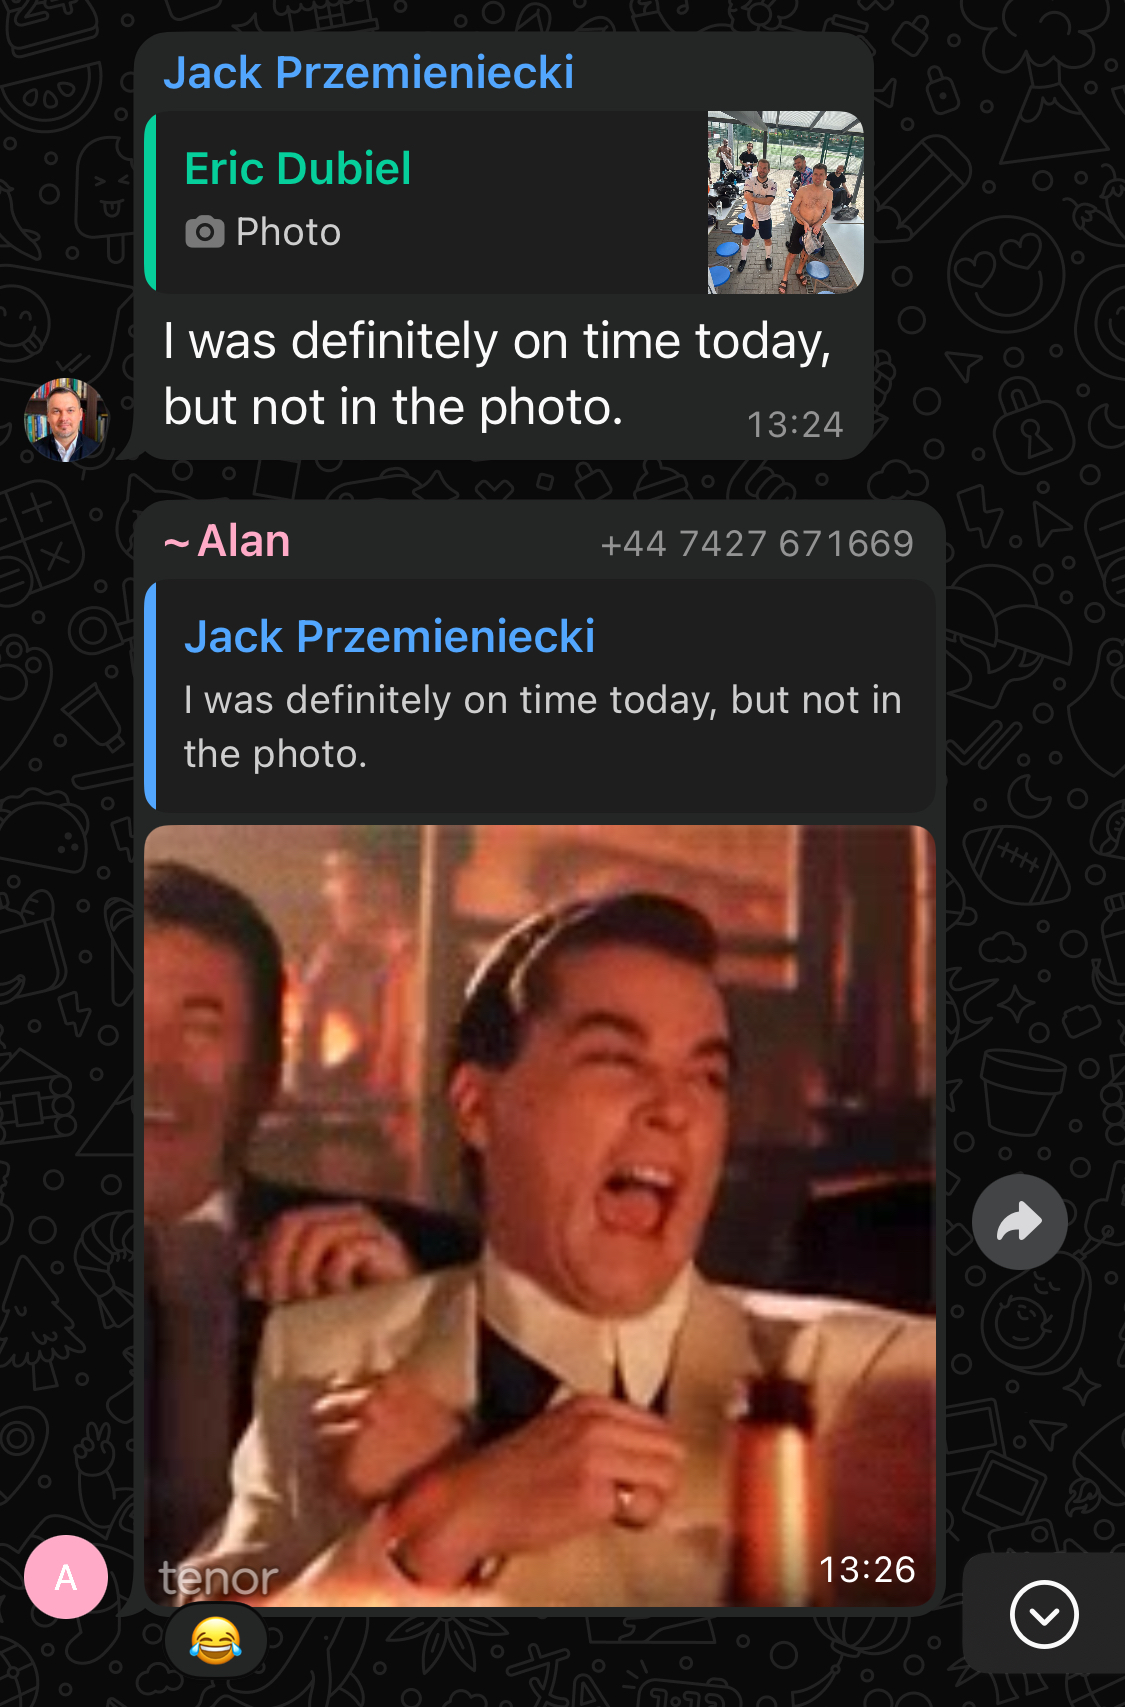 Jack Przemieniecki
Eric Dubiel
Photo
I was definitely on time today,
but not in the photo.
13:24
~ Alan
+44 7427 671669
Jack Przemieniecki
I was definitely on time today, but not in
the photo.
tenor
13:26
A